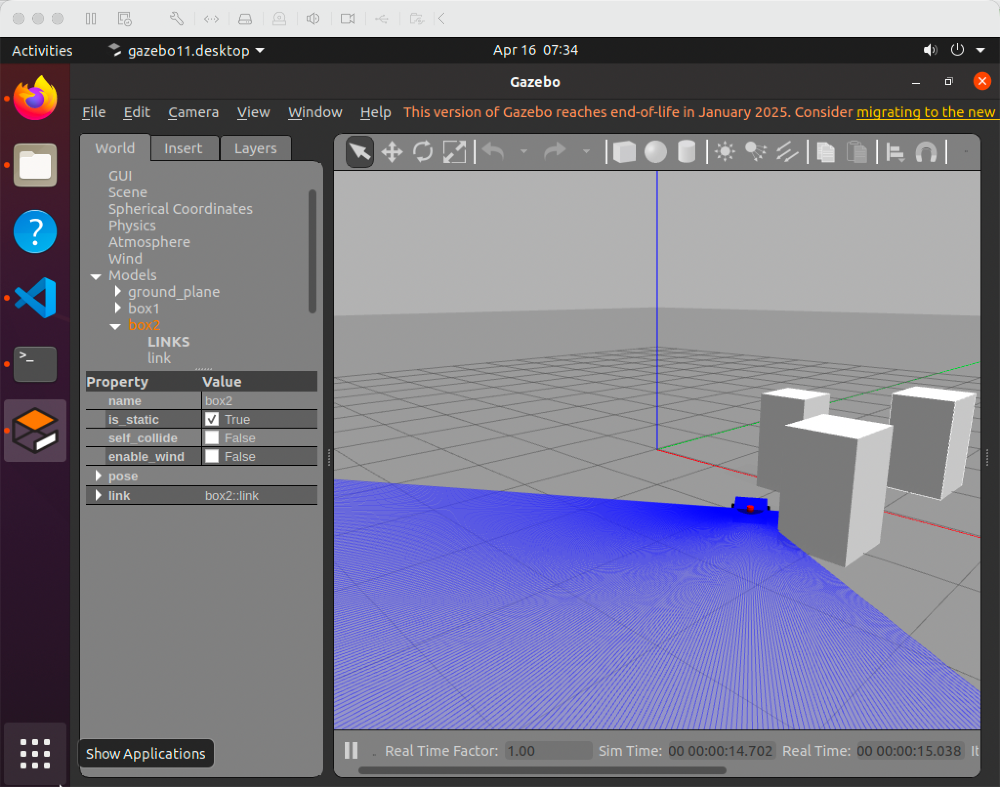 Activities
gazebo11.desktop
Apr 16 07:34
Gazebo
File Edit Camera View Window Help This version of Gazebo reaches end-of-life in January 2025. Consider migrating to the new
World Insert Layers
GUI
Scene
Spherical Coordinates
Physics
Atmosphere
Wind
Models
ground_plane
box1
box2
LINKS
link
Property Value
name box2
is_static True
self_collide False
enable_wind False
pose
link box2::link
Show Applications
Real Time Factor: 1.00 Sim Time: 00 00:00:14.702 Real Time: 00 00:00:15.038 It